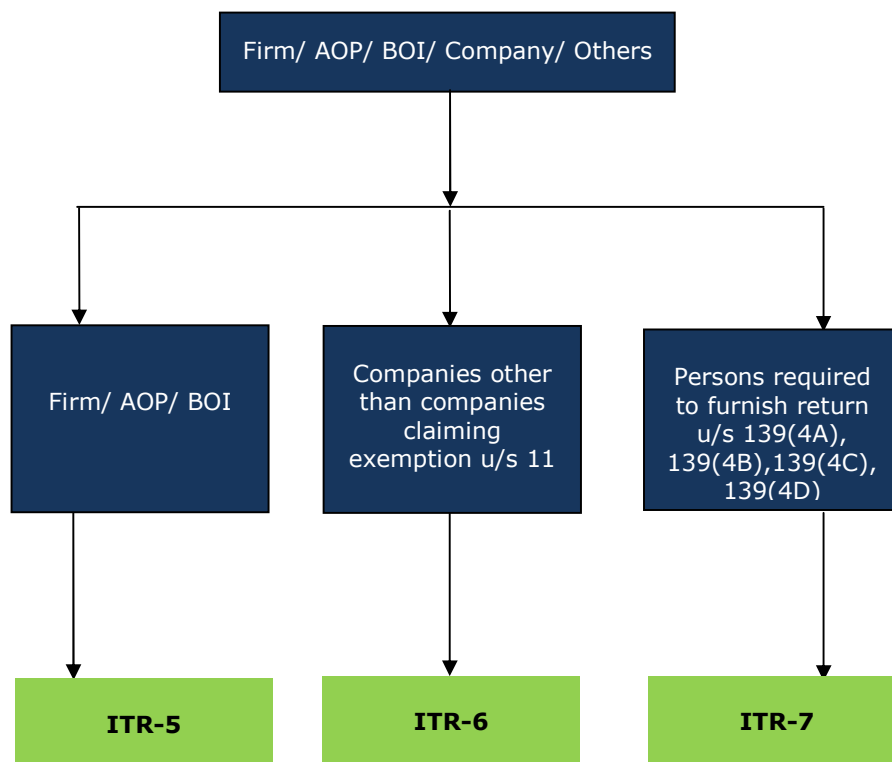 Firm/ AOP/ BOI/ Company/ Others
Firm/ AOP/ BOI
Companies other
than companies
claiming
exemption u/s 11
Persons required
to furnish return
u/s 139(4A),
139(4B),139(4C),
139(4D)
ITR-5
ITR-6
ITR-7